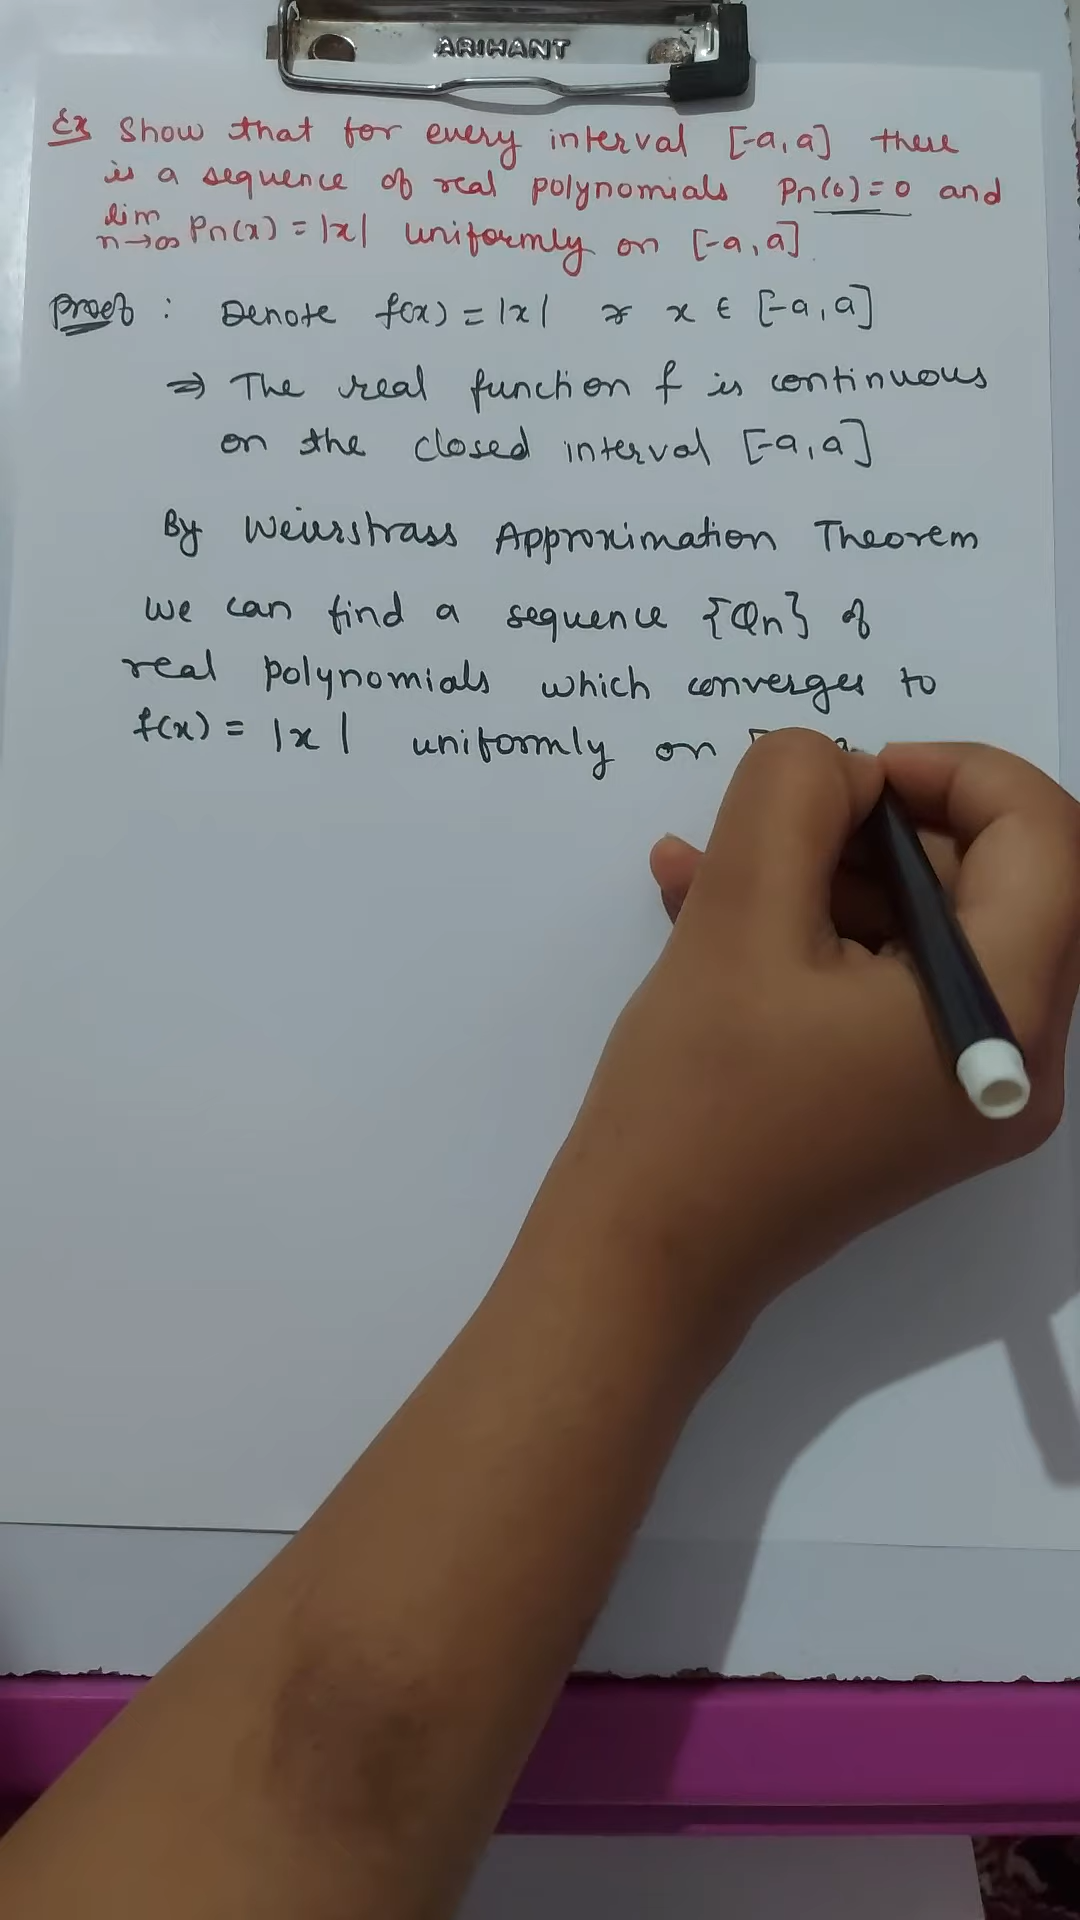 ARIHANT
Ex Show that for every interval [-a, a] there
is a sequence of real polynomials Pn(0)=0 and
lim n→∞ Pn(x) = |x| uniformly on [-a, a]
Proof : Denote f(x) = |x| ∀ x ∈ [-a, a]
⇒ The real function f is continuous
on the closed interval [-a, a]
By Weierstrass Approximation Theorem
we can find a sequence {Qn} of
real polynomials which converges to
f(x) = |x| uniformly on